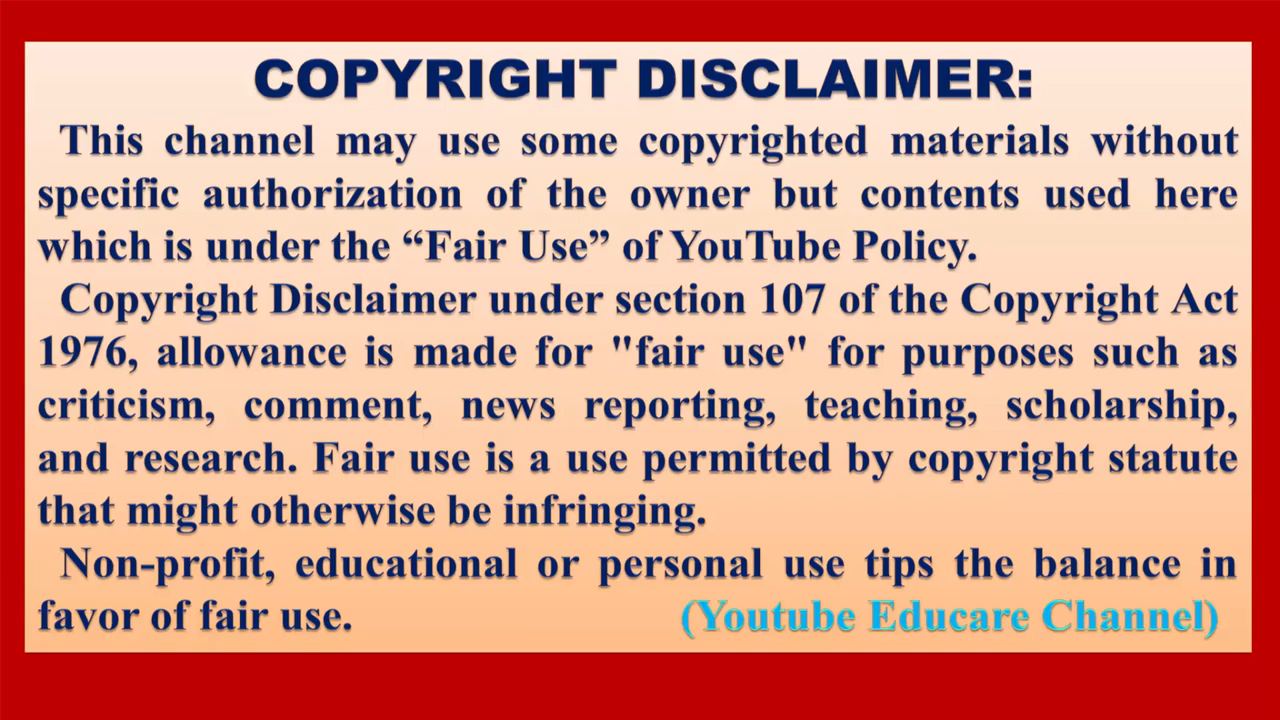 COPYRIGHT DISCLAIMER:
This channel may use some copyrighted materials without
specific authorization of the owner but contents used here
which is under the “Fair Use” of YouTube Policy.
Copyright Disclaimer under section 107 of the Copyright Act
1976, allowance is made for "fair use" for purposes such as
criticism, comment, news reporting, teaching, scholarship,
and research. Fair use is a use permitted by copyright statute
that might otherwise be infringing.
Non-profit, educational or personal use tips the balance in
favor of fair use. (Youtube Educare Channel)